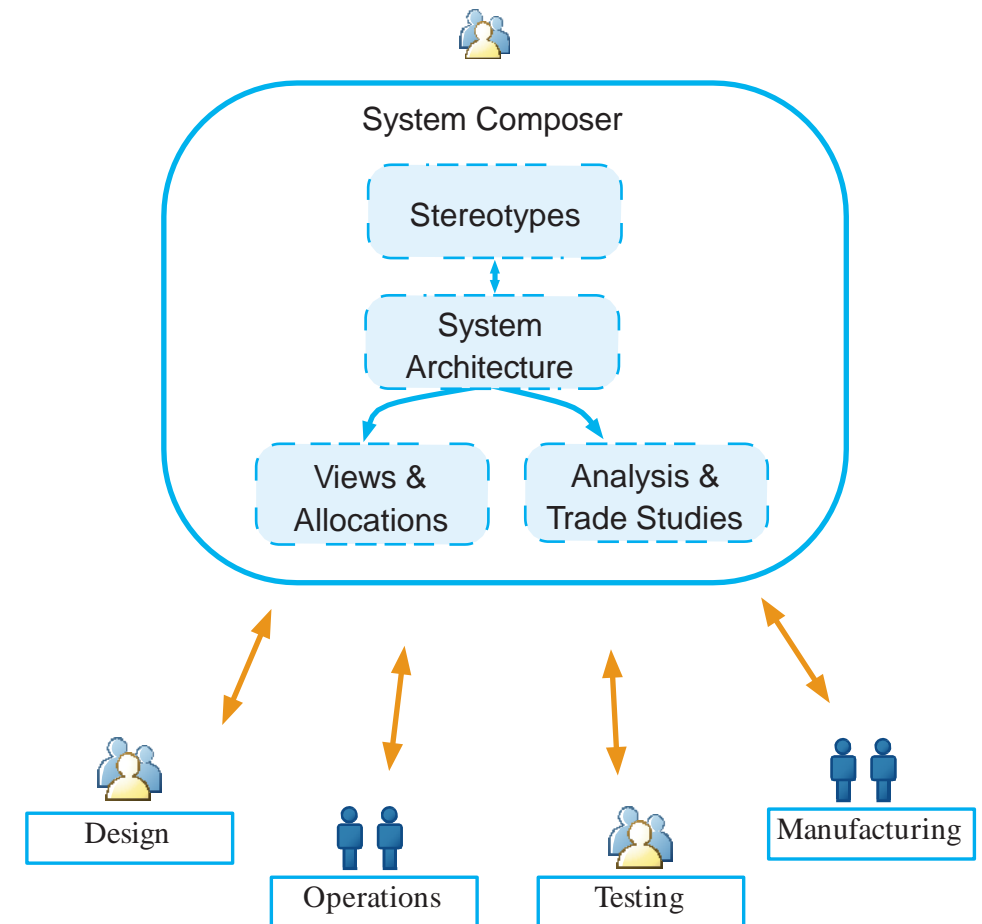 System Composer
Stereotypes
System
Architecture
Views &
Allocations
Analysis &
Trade Studies
Design
Operations
Testing
Manufacturing